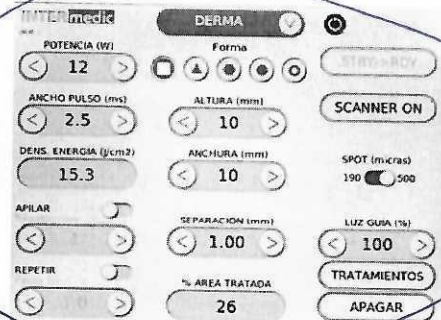 INTERmedic
DERMA
POTENCIA (W)
< 12 >
Forma
STBY->RDY
ANCHO PULSO (ms)
< 2.5 >
ALTURA (mm)
< 10 >
SCANNER ON
DENS. ENERGIA (J/cm2)
15.3
ANCHURA (mm)
< 10 >
SPOT (micras)
190 500
APILAR
< >
SEPARACION (mm)
< 1.00 >
LUZ GUIA (%)
< 100 >
REPETIR
< >
% AREA TRATADA
26
TRATAMIENTOS
APAGAR